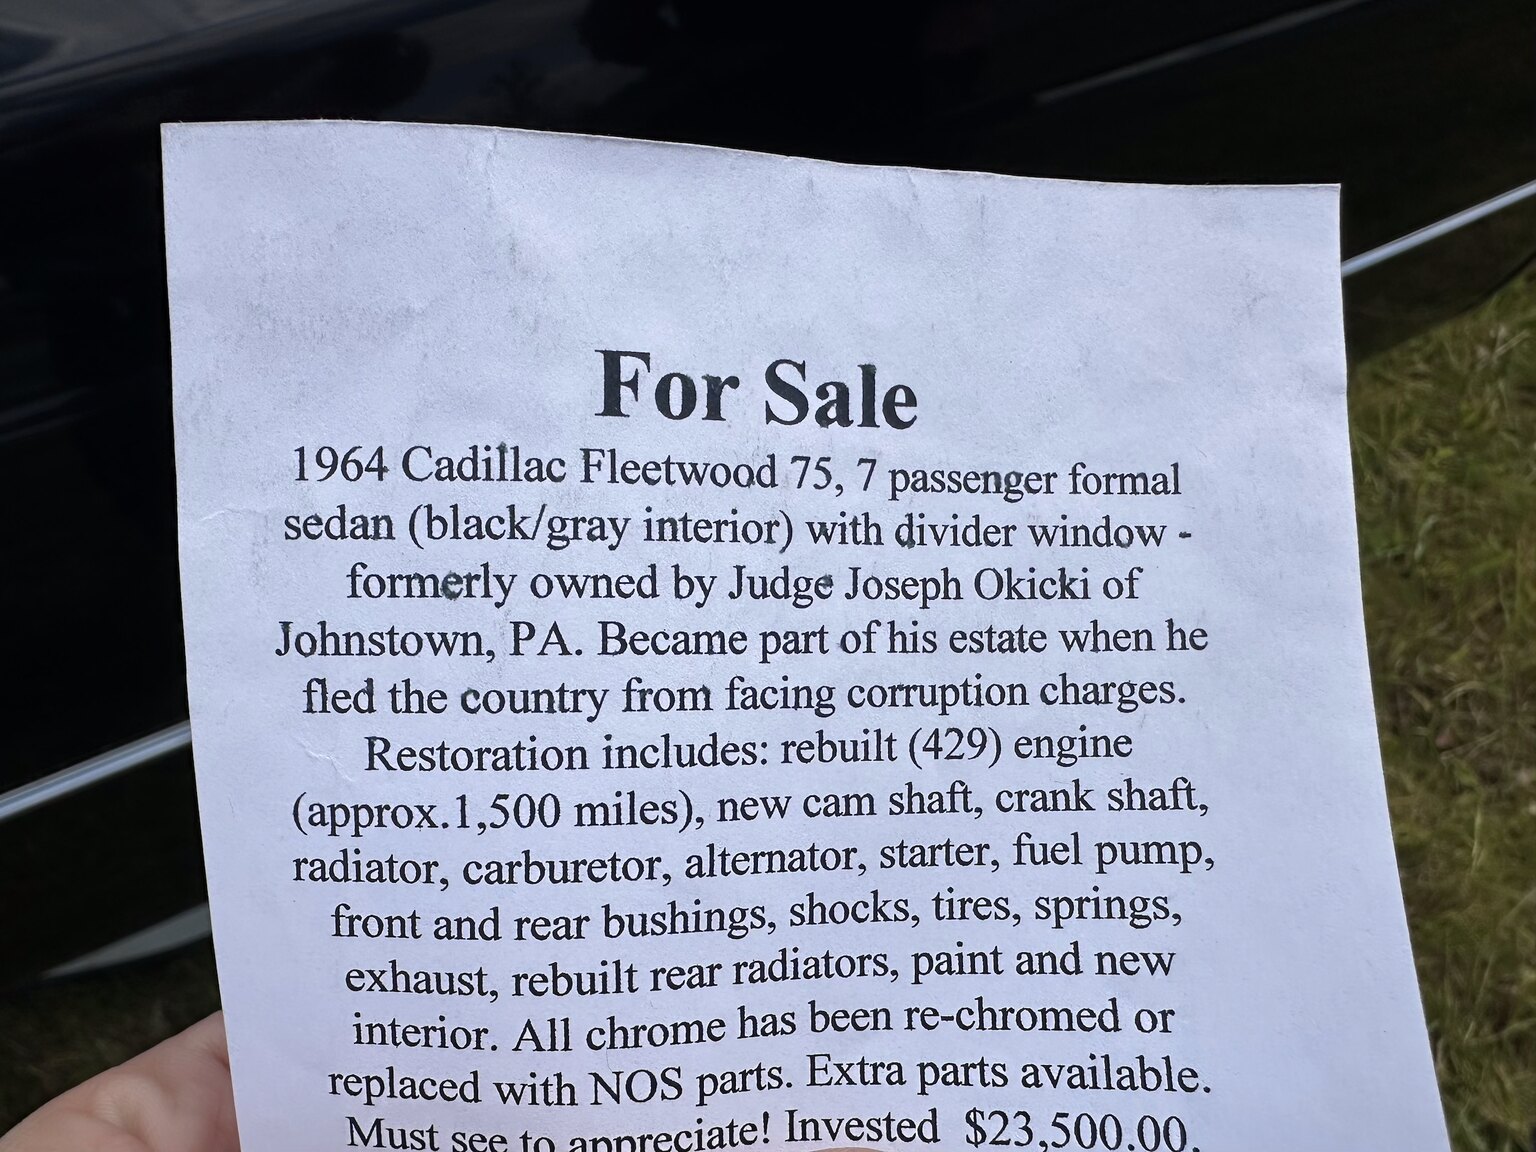 For Sale
1964 Cadillac Fleetwood 75, 7 passenger formal
sedan (black/gray interior) with divider window -
formerly owned by Judge Joseph Okicki of
Johnstown, PA. Became part of his estate when he
fled the country from facing corruption charges.
Restoration includes: rebuilt (429) engine
(approx.1,500 miles), new cam shaft, crank shaft,
radiator, carburetor, alternator, starter, fuel pump,
front and rear bushings, shocks, tires, springs,
exhaust, rebuilt rear radiators, paint and new
interior. All chrome has been re-chromed or
replaced with NOS parts. Extra parts available.
Must see to appreciate! Invested $23,500.00.